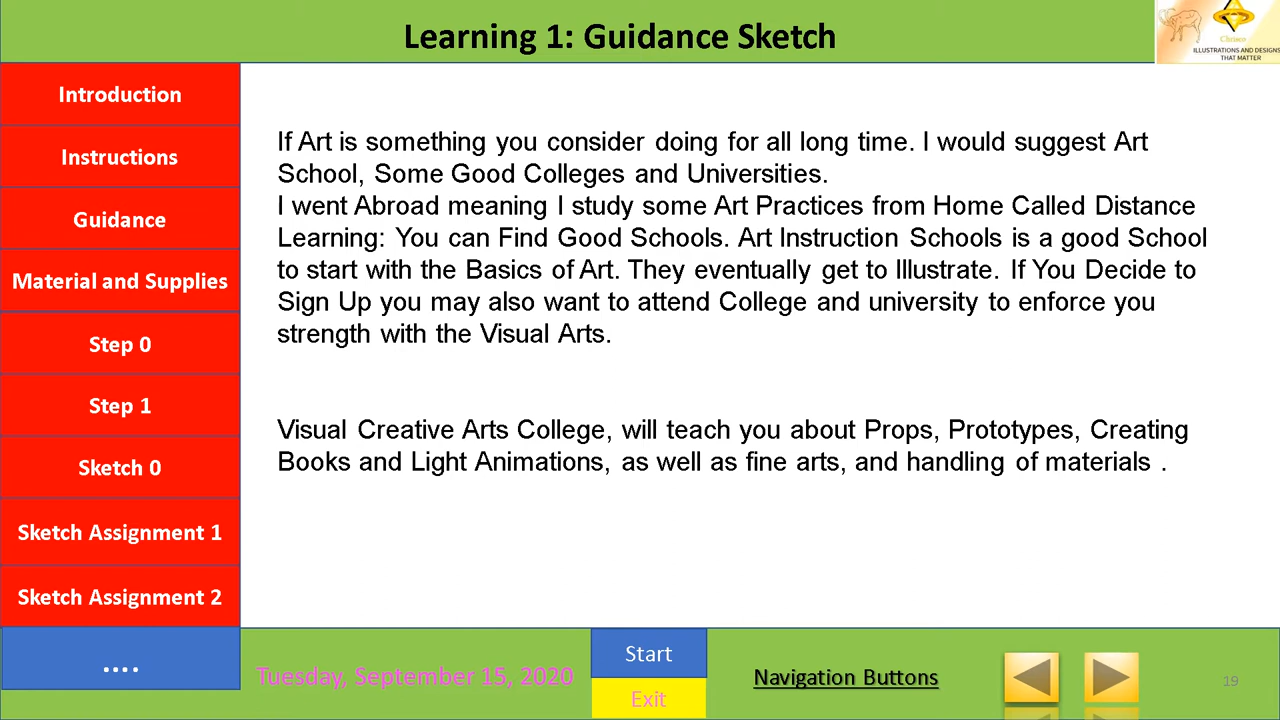 Learning 1: Guidance Sketch
Chrisco
ILLUSTRATIONS AND DESIGNS
THAT MATTER
Introduction
Instructions
Guidance
Material and Supplies
Step 0
Step 1
Sketch 0
Sketch Assignment 1
Sketch Assignment 2
....
If Art is something you consider doing for all long time. I would suggest Art
School, Some Good Colleges and Universities.
I went Abroad meaning I study some Art Practices from Home Called Distance
Learning: You can Find Good Schools. Art Instruction Schools is a good School
to start with the Basics of Art. They eventually get to Illustrate. If You Decide to
Sign Up you may also want to attend College and university to enforce you
strength with the Visual Arts.
Visual Creative Arts College, will teach you about Props, Prototypes, Creating
Books and Light Animations, as well as fine arts, and handling of materials .
Tuesday, September 15, 2020
Start
Exit
Navigation Buttons
19